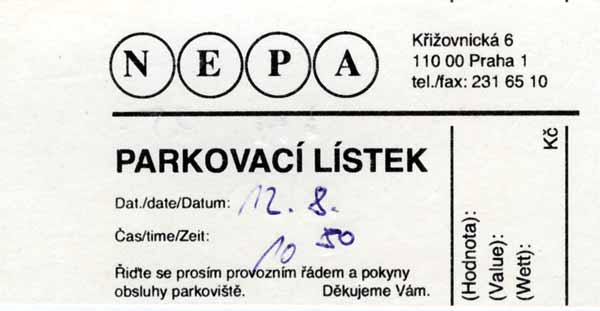 NEPA
Křižovnická 6
110 00 Praha 1
tel./fax: 231 65 10
PARKOVACÍ LÍSTEK
Dat./date/Datum: 12. 8.
Čas/time/Zeit: 10 50
Řiďte se prosím provozním řádem a pokyny
obsluhy parkoviště. Děkujeme Vám.
(Hodnota):
(Value):
(Wett):
Kč